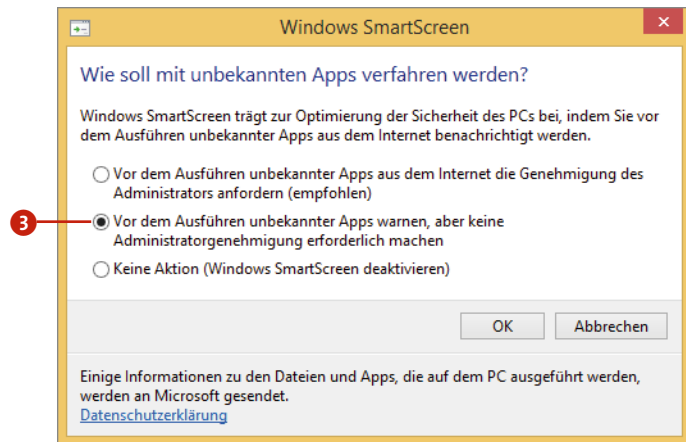 Windows SmartScreen
Wie soll mit unbekannten Apps verfahren werden?
Windows SmartScreen trägt zur Optimierung der Sicherheit des PCs bei, indem Sie vor
dem Ausführen unbekannter Apps aus dem Internet benachrichtigt werden.
Vor dem Ausführen unbekannter Apps aus dem Internet die Genehmigung des
Administrators anfordern (empfohlen)
3
Vor dem Ausführen unbekannter Apps warnen, aber keine
Administratorgenehmigung erforderlich machen
Keine Aktion (Windows SmartScreen deaktivieren)
OK Abbrechen
Einige Informationen zu den Dateien und Apps, die auf dem PC ausgeführt werden,
werden an Microsoft gesendet.
Datenschutzerklärung